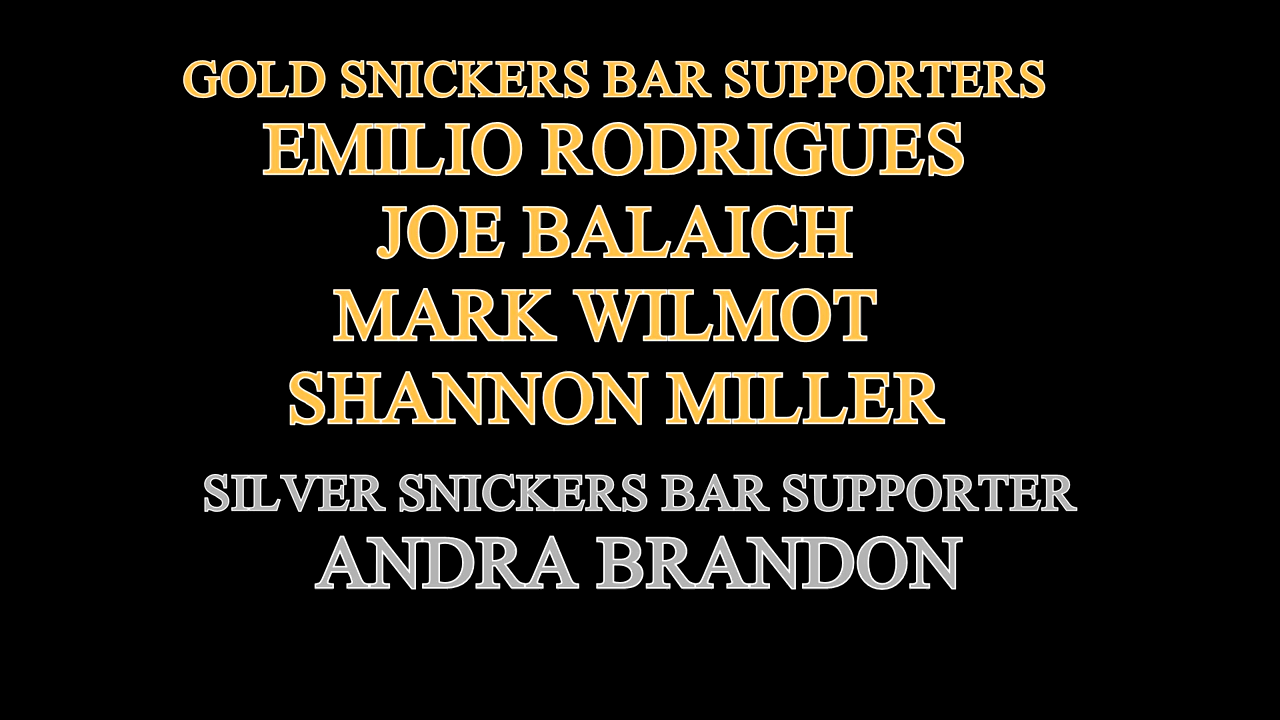 GOLD SNICKERS BAR SUPPORTERS
EMILIO RODRIGUES
JOE BALAICH
MARK WILMOT
SHANNON MILLER
SILVER SNICKERS BAR SUPPORTER
ANDRA BRANDON